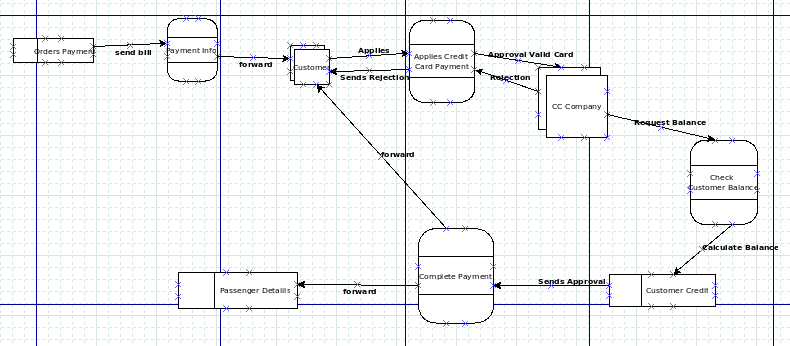 Orders Payment
send bill
Payment Info
forward
Customer
Applies
Sends Rejection
Applies Credit
Card Payment
Approval Valid Card
Rejection
CC Company
Request Balance
Check
Customer Balance
Calculate Balance
forward
Complete Payment
Sends Approval
Customer Credit
forward
Passenger Details